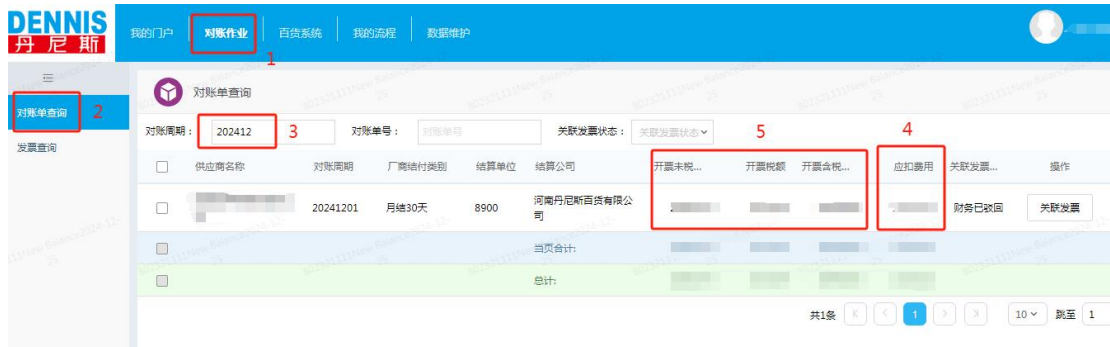 DENNIS
丹尼斯
我的门户 对账作业 百货系统 我的流程 数据维护
1
对账单查询
对账单查询 2
对账周期： 202412 3 对账单号： 对账单号 关联发票状态： 关联发票状态 5 4
发票查询
供应商名称 对账周期 厂商结付类别 结算单位 结算公司 开票未税... 开票税额 开票含税... 应扣费用 关联发票... 操作
20241201 月结30天 8900 河南丹尼斯百货有限公
司 财务已驳回 关联发票
当页合计:
总计:
共1条 1 10 跳至 1